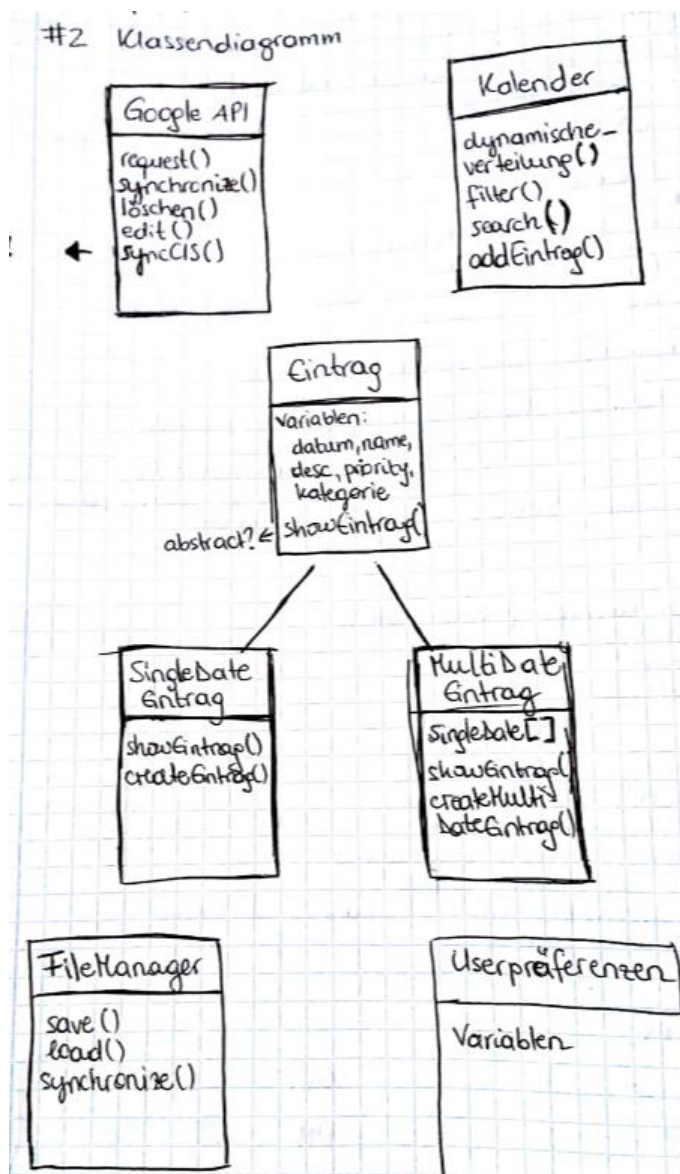 #2 Klassendiagramm
Google API
request()
synchronize()
löschen()
edit()
syncCIS()
Kalender
dynamische_
verteilung()
filter()
search()
addEintrag()
Eintrag
Variablen:
datum, name,
desc, priority,
kategorie
abstract? ← showEintrag()
SingleDate
Eintrag
showEintrag()
createEintrag()
MultiDate
Eintrag
SingleDate[]
showEintrag()
createMulti
DateEintrag()
FileManager
save()
load()
synchronize()
Userpräferenzen
Variablen